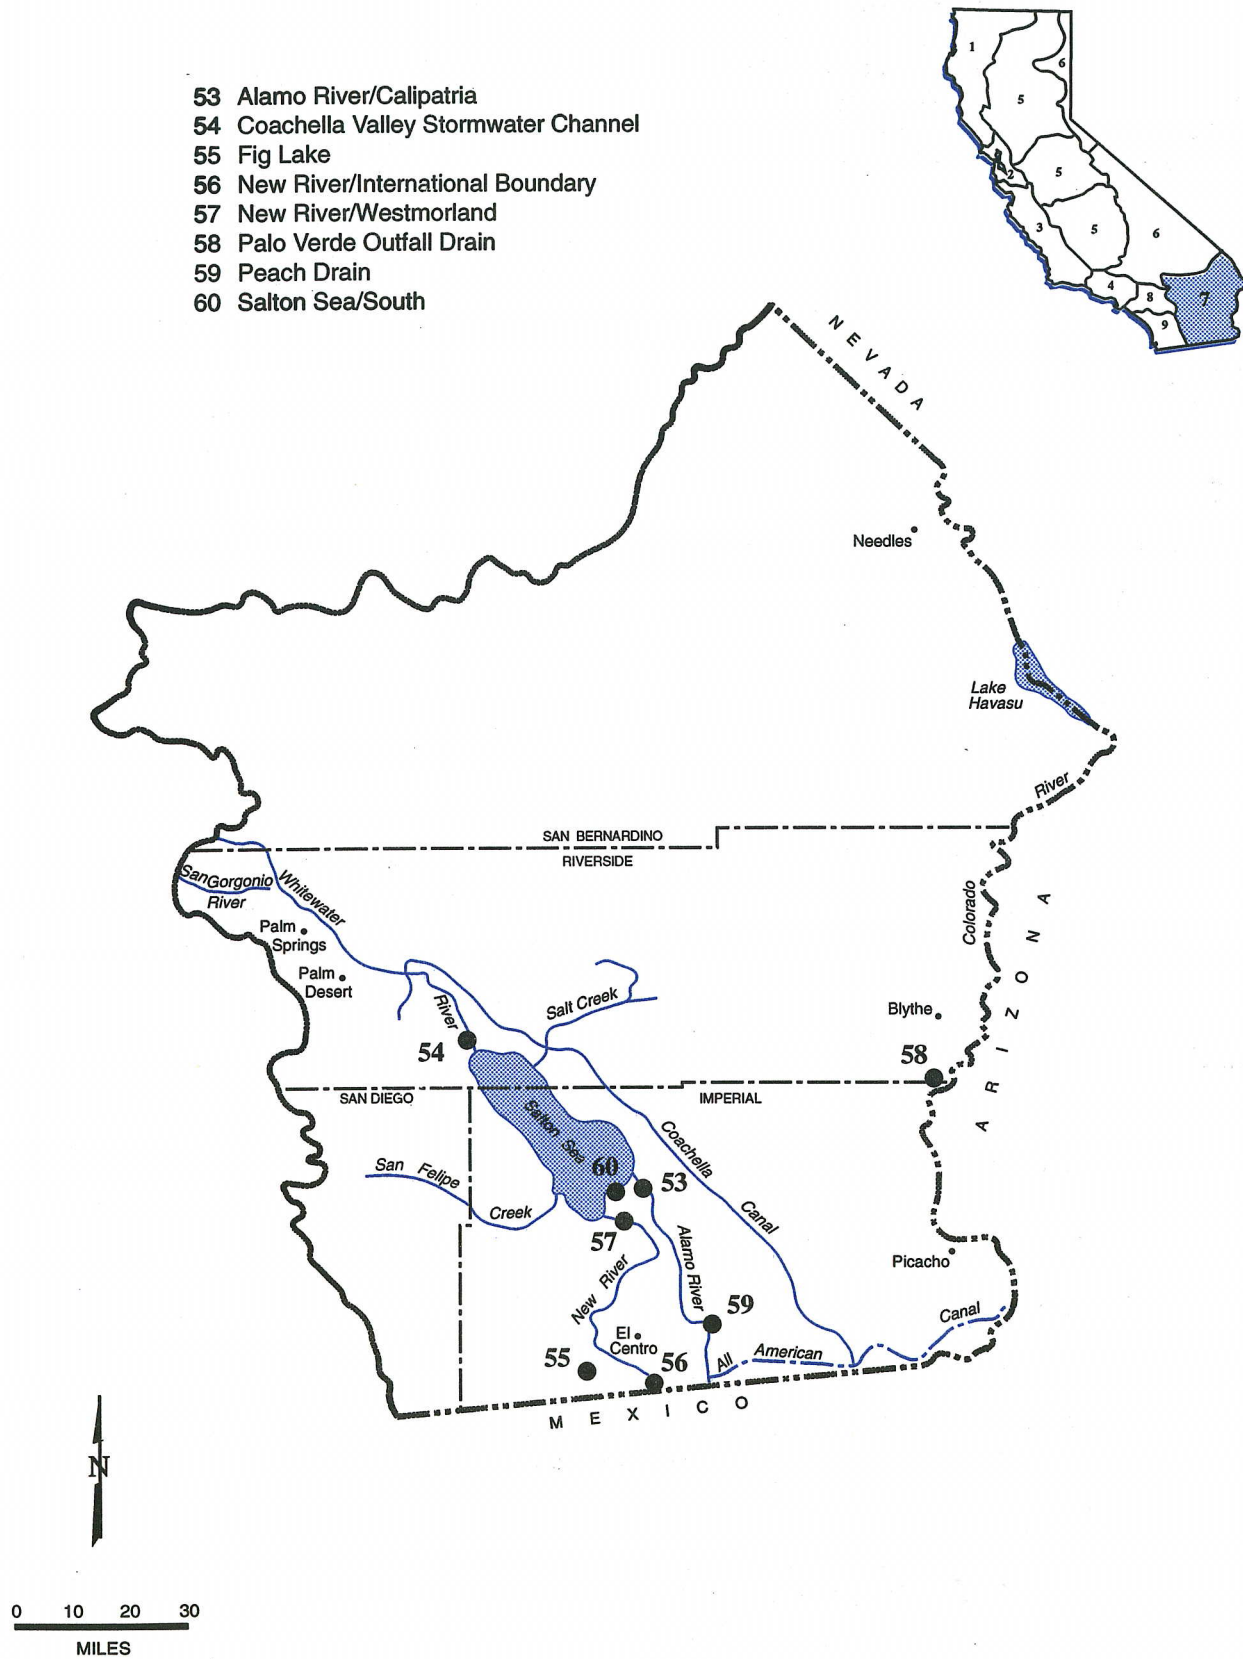 53 Alamo River/Calipatria
54 Coachella Valley Stormwater Channel
55 Fig Lake
56 New River/International Boundary
57 New River/Westmorland
58 Palo Verde Outfall Drain
59 Peach Drain
60 Salton Sea/South
1
6
5
2
5
3
5
6
4
8
7
9
NEVADA
Needles
Lake
Havasu
River
SAN BERNARDINO
RIVERSIDE
San Gorgonio
River
Whitewater
Palm
Springs
Palm
Desert
River
Salt Creek
Colorado
ARIZONA
Blythe
54
58
SAN DIEGO
IMPERIAL
Salton Sea
Coachella
Canal
San Felipe
Creek
60
53
57
Alamo River
New River
Picacho
59
El
Centro
Canal
55
56
All American
MEXICO
N
0 10 20 30
MILES